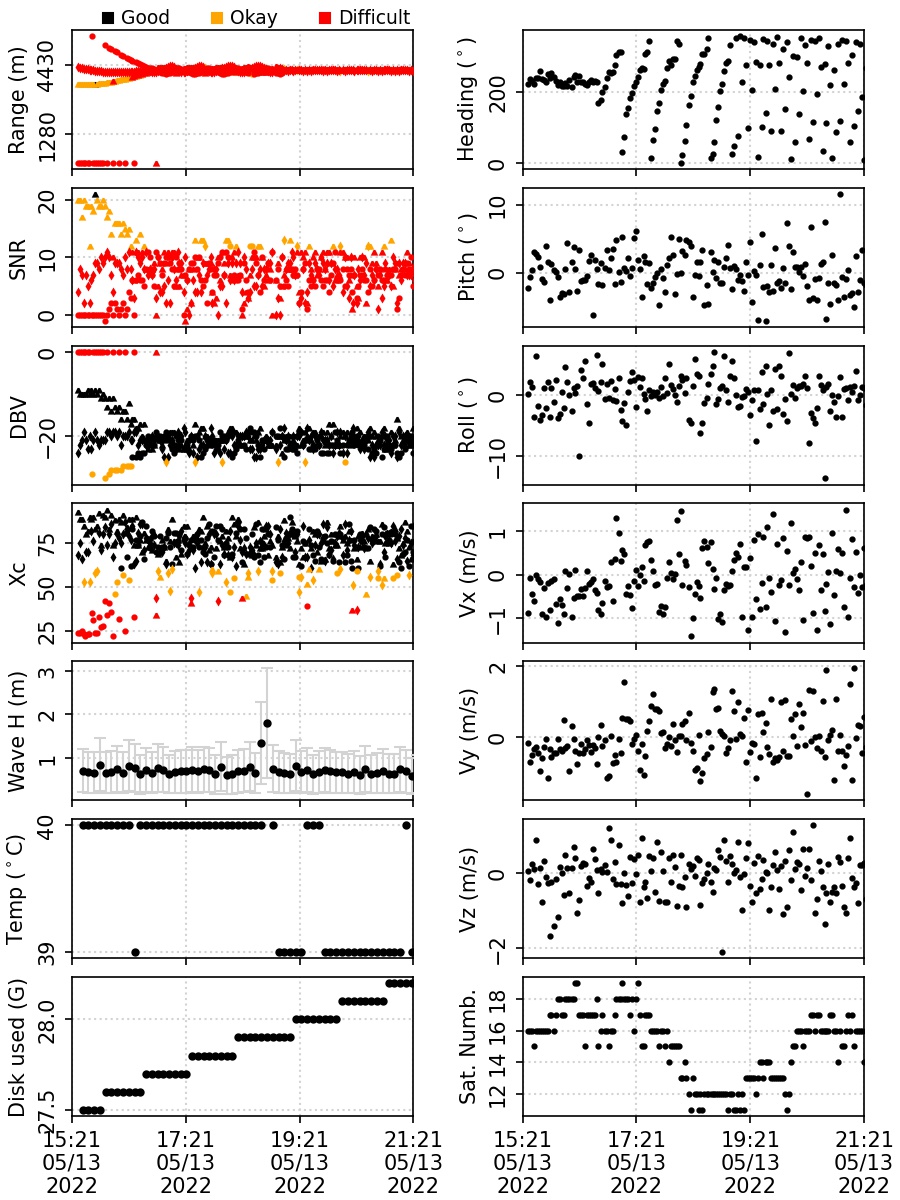 Good Okay Difficult
Range (m)
4430
1280
Heading (°)
200
0
SNR
20
10
0
Pitch (°)
10
0
DBV
0
−20
Roll (°)
0
−10
Xc
75
50
25
Vx (m/s)
1
0
−1
Wave H (m)
3
2
1
Vy (m/s)
2
0
Temp (°C)
40
39
Vz (m/s)
0
−2
Disk used (G)
28.0
27.5
Sat. Numb.
18
16
14
12
15:21 17:21 19:21 21:21 15:21 17:21 19:21 21:21
05/13 05/13 05/13 05/13 05/13 05/13 05/13 05/13
2022 2022 2022 2022 2022 2022 2022 2022